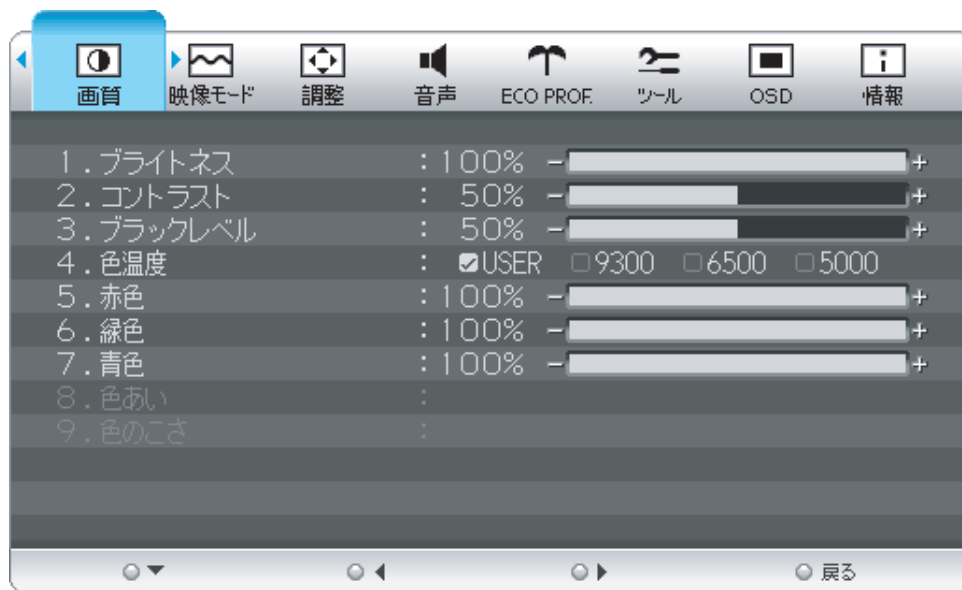 画質 映像モード 調整 音声 ECO PROF. ツール OSD 情報
1.ブライトネス :100% - +
2.コントラスト : 50% - +
3.ブラックレベル : 50% - +
4.色温度 : USER 9300 6500 5000
5.赤色 :100% - +
6.緑色 :100% - +
7.青色 :100% - +
8.色あい :
9.色のこさ :
戻る